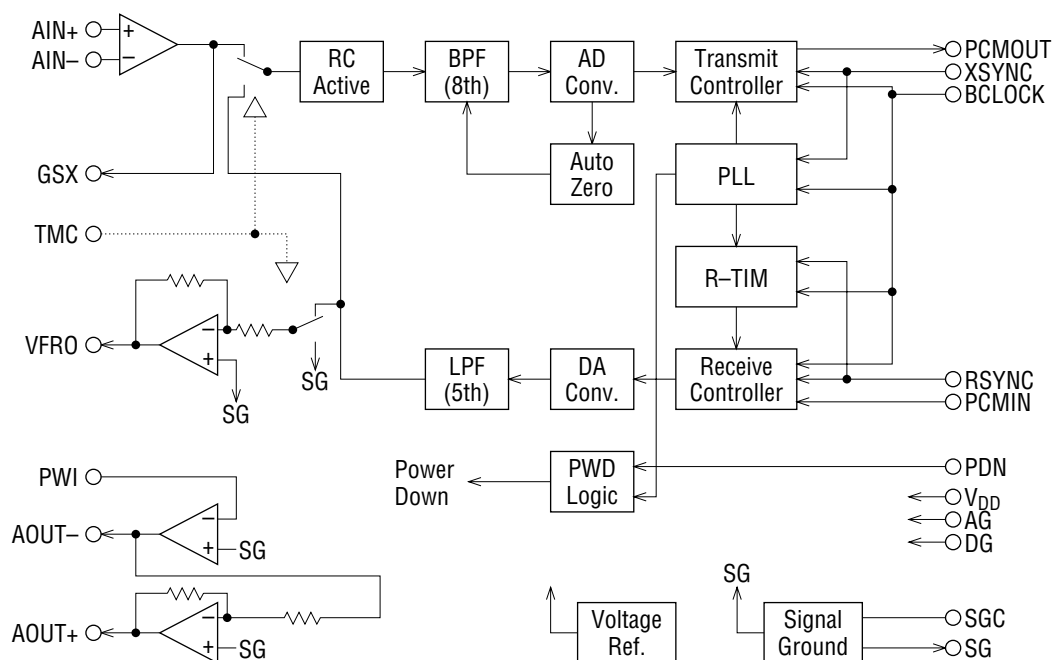 AIN+
AIN–
+
–
RC
Active
BPF
(8th)
AD
Conv.
Transmit
Controller
PCMOUT
XSYNC
BCLOCK
GSX
Auto
Zero
PLL
TMC
R–TIM
VFRO
–
+
SG
SG
LPF
(5th)
DA
Conv.
Receive
Controller
RSYNC
PCMIN
PWI
Power
Down
PWD
Logic
PDN
VDD
AG
DG
AOUT–
–
+
SG
AOUT+
–
+
SG
Voltage
Ref.
SG
Signal
Ground
SGC
SG